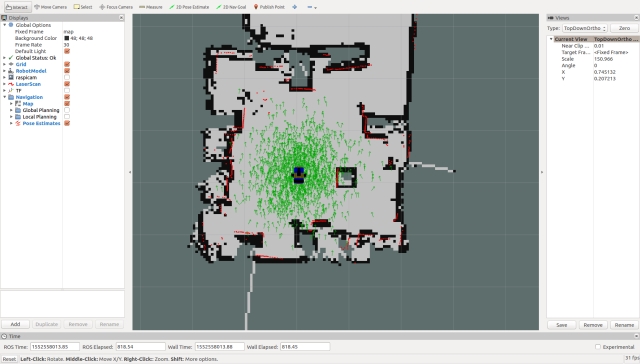 Interact Move Camera Select Focus Camera Measure 2D Pose Estimate 2D Nav Goal Publish Point
Displays
Global Options
Fixed Frame map
Background Color 48; 48; 48
Frame Rate 30
Default Light
Global Status: Ok
Grid
RobotModel
raspicam
LaserScan
TF
Navigation
Map
Global Planning
Local Planning
Pose Estimates
Add Duplicate Remove Rename
Views
Type: TopDownOrtho Zero
Current View TopDownOrtho ...
Near Clip ... 0.01
Target Fra... <Fixed Frame>
Scale 150.966
Angle 0
X 0.745132
Y 0.207213
Save Remove Rename
Time
ROS Time: 1552558013.85 ROS Elapsed: 818.54 Wall Time: 1552558013.88 Wall Elapsed: 818.45 Experimental
Reset Left-Click: Rotate. Middle-Click: Move X/Y. Right-Click: Zoom. Shift: More options. 31 fps